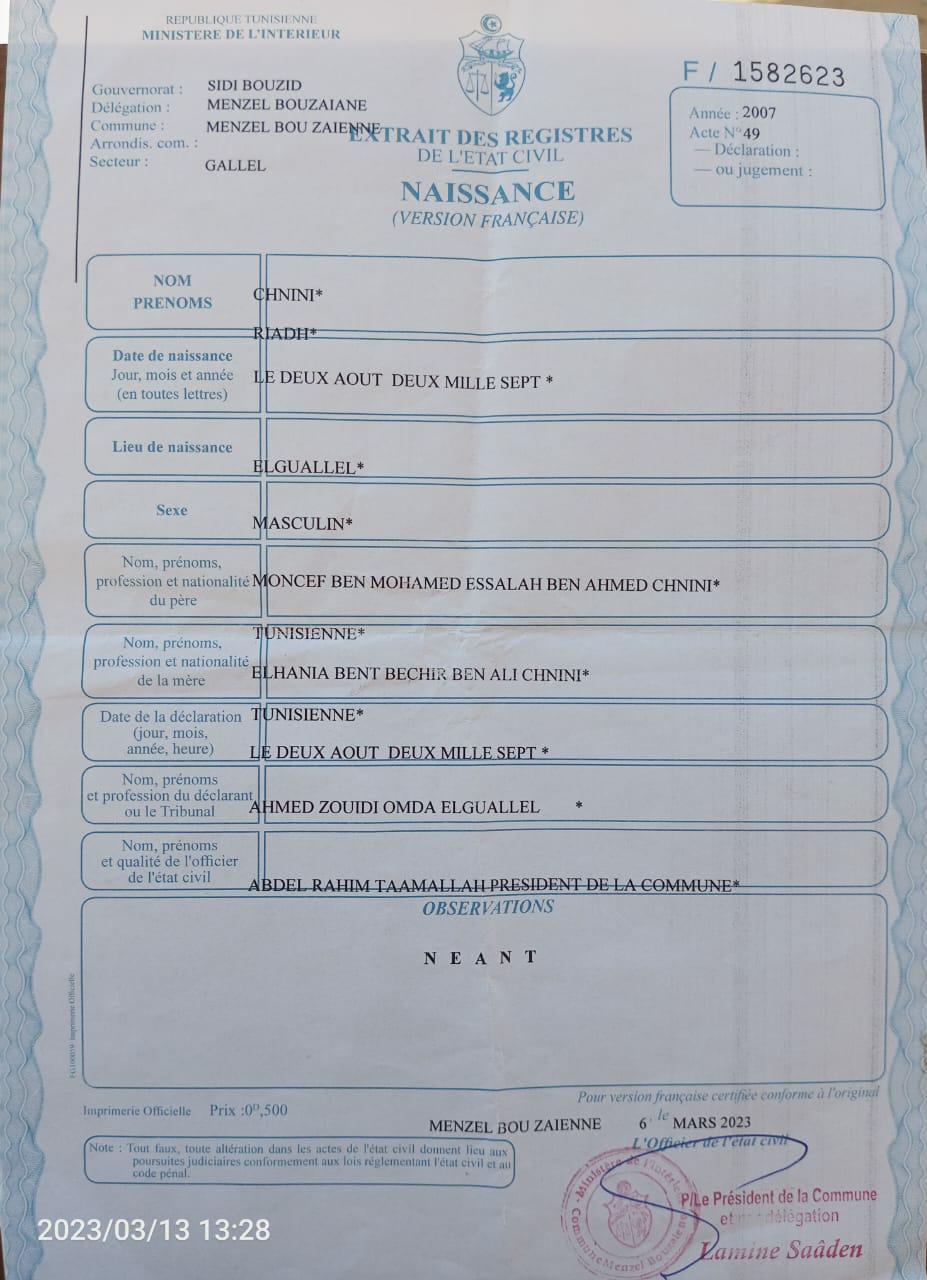 REPUBLIQUE TUNISIENNE
MINISTERE DE L'INTERIEUR
Gouvernorat : SIDI BOUZID
Délégation : MENZEL BOUZAIANE
Commune : MENZEL BOU ZAIENNE
Arrondis. com. :
Secteur : GALLEL
EXTRAIT DES REGISTRES
DE L'ETAT CIVIL
NAISSANCE
(VERSION FRANÇAISE)
F / 1582623
Année : 2007
Acte N° 49
— Déclaration :
— ou jugement :
NOM
PRENOMS
CHNINI*
RIADH*
Date de naissance
Jour, mois et année
(en toutes lettres)
LE DEUX AOUT DEUX MILLE SEPT *
Lieu de naissance
ELGUALLEL*
Sexe
MASCULIN*
Nom, prénoms,
profession et nationalité
du père
MONCEF BEN MOHAMED ESSALAH BEN AHMED CHNINI*
TUNISIENNE*
Nom, prénoms,
profession et nationalité
de la mère
ELHANIA BENT BECHIR BEN ALI CHNINI*
TUNISIENNE*
Date de la déclaration
(jour, mois,
année, heure)
LE DEUX AOUT DEUX MILLE SEPT *
Nom, prénoms
et profession du déclarant
ou le Tribunal
AHMED ZOUIDI OMDA ELGUALLEL *
Nom, prénoms
et qualité de l'officier
de l'état civil
ABDEL RAHIM TAAMALLAH PRESIDENT DE LA COMMUNE*
OBSERVATIONS
N E A N T
Imprimerie Officielle
Imprimerie Officielle Prix :0ᴰ,500
Pour version française certifiée conforme à l'original
MENZEL BOU ZAIENNE 6 le MARS 2023
L'Officier de l'état civil
Note : Tout faux, toute altération dans les actes de l'état civil donnent lieu aux
poursuites judiciaires conformement aux lois réglementant l'état civil et au
code pénal.
Ministère de l'Intérieur
Commune Menzel Bouzaiene
P/Le Président de la Commune
et par délégation
Lamine Saâden
2023/03/13 13:28